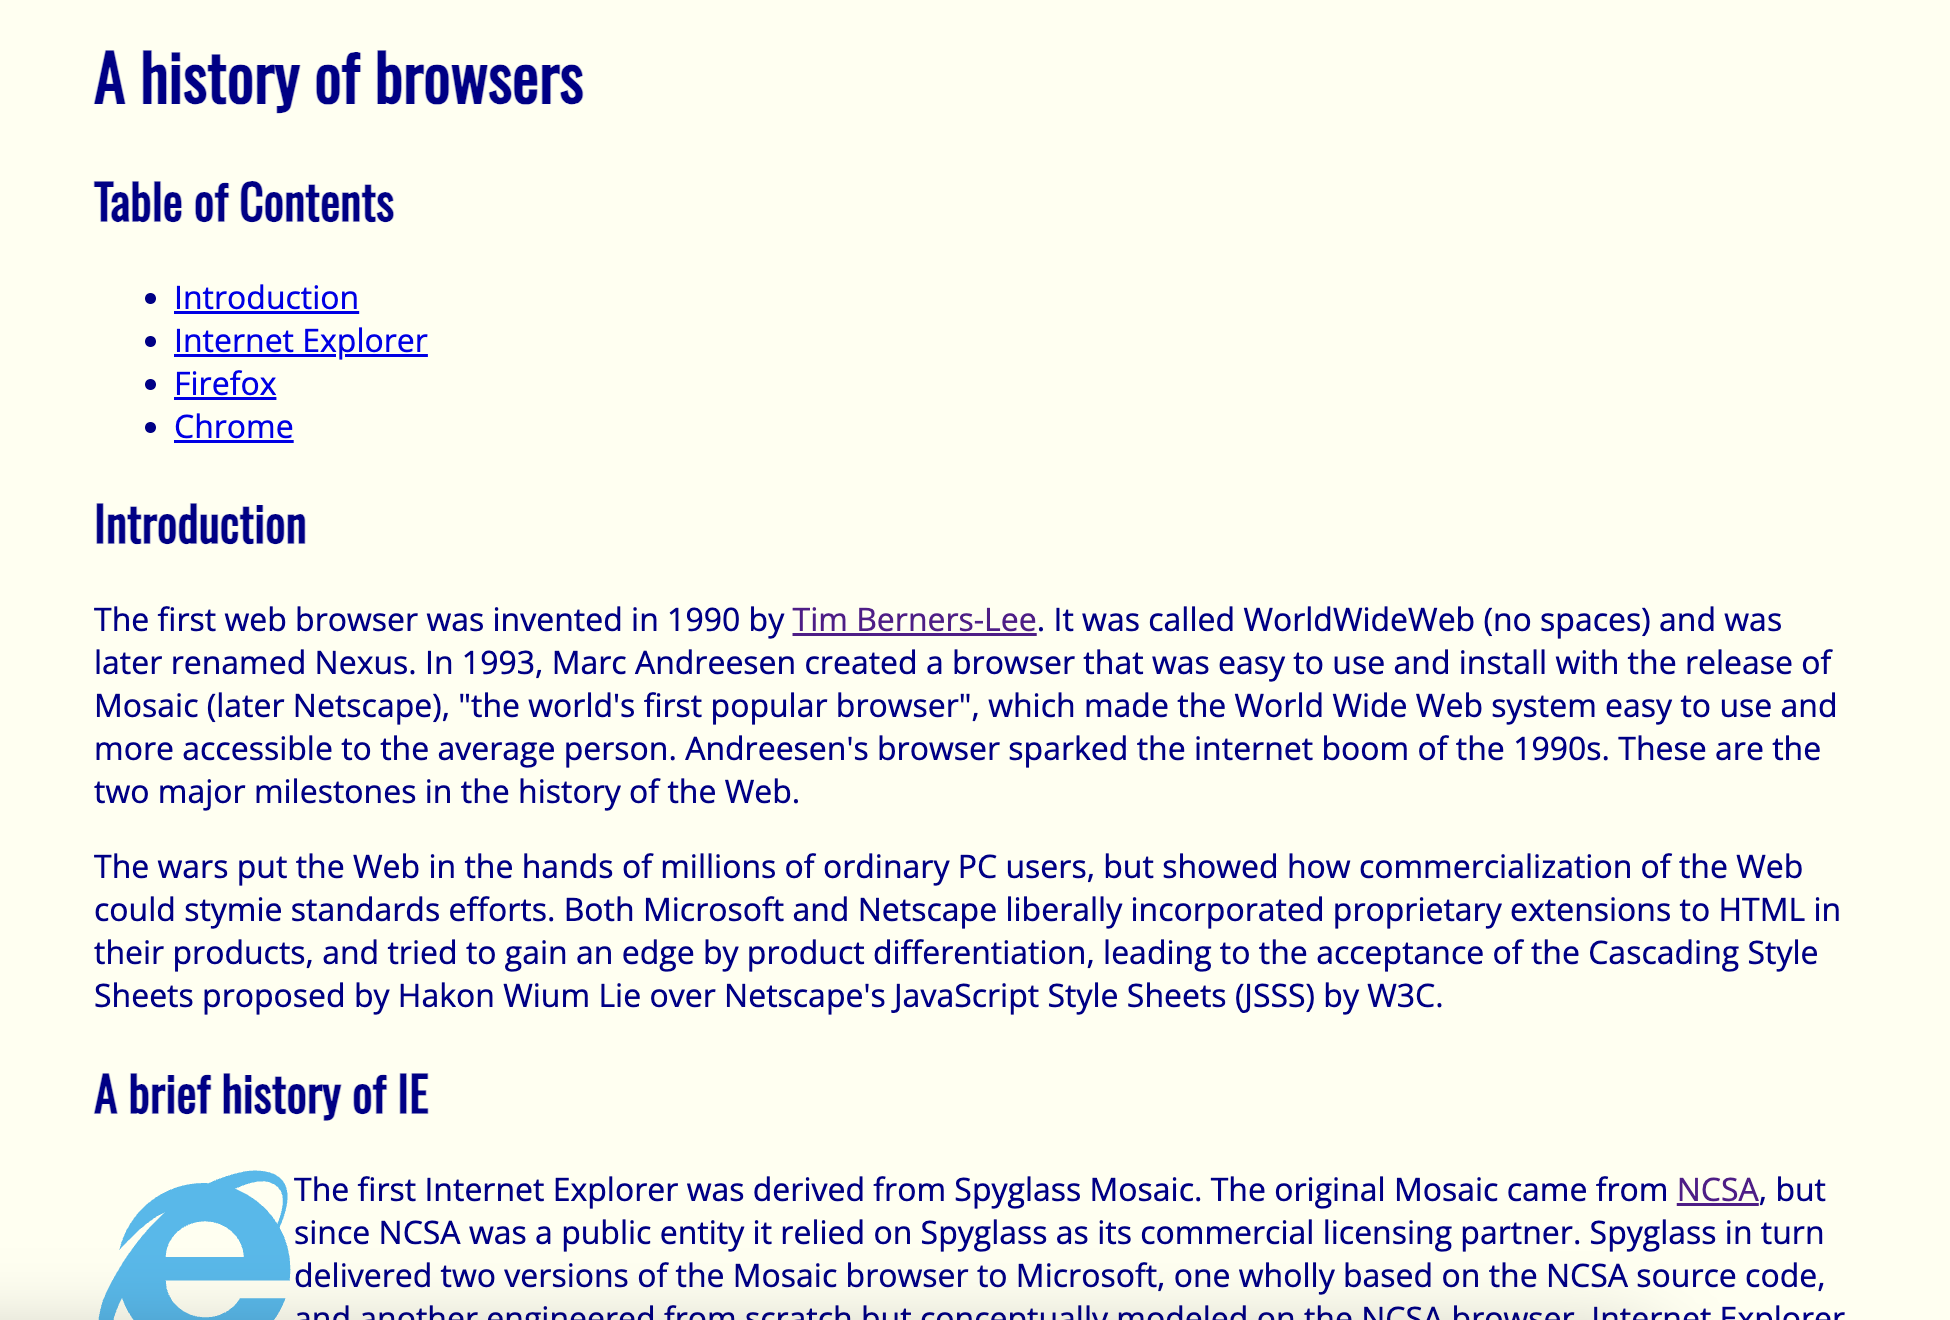 A history of browsers
Table of Contents
Introduction
Internet Explorer
Firefox
Chrome
Introduction
The first web browser was invented in 1990 by Tim Berners-Lee. It was called WorldWideWeb (no spaces) and was
later renamed Nexus. In 1993, Marc Andreesen created a browser that was easy to use and install with the release of
Mosaic (later Netscape), "the world's first popular browser", which made the World Wide Web system easy to use and
more accessible to the average person. Andreesen's browser sparked the internet boom of the 1990s. These are the
two major milestones in the history of the Web.
The wars put the Web in the hands of millions of ordinary PC users, but showed how commercialization of the Web
could stymie standards efforts. Both Microsoft and Netscape liberally incorporated proprietary extensions to HTML in
their products, and tried to gain an edge by product differentiation, leading to the acceptance of the Cascading Style
Sheets proposed by Hakon Wium Lie over Netscape's JavaScript Style Sheets (JSSS) by W3C.
A brief history of IE
The first Internet Explorer was derived from Spyglass Mosaic. The original Mosaic came from NCSA, but
since NCSA was a public entity it relied on Spyglass as its commercial licensing partner. Spyglass in turn
delivered two versions of the Mosaic browser to Microsoft, one wholly based on the NCSA source code,
and another engineered from scratch but conceptually modeled on the NCSA browser. Internet Explorer